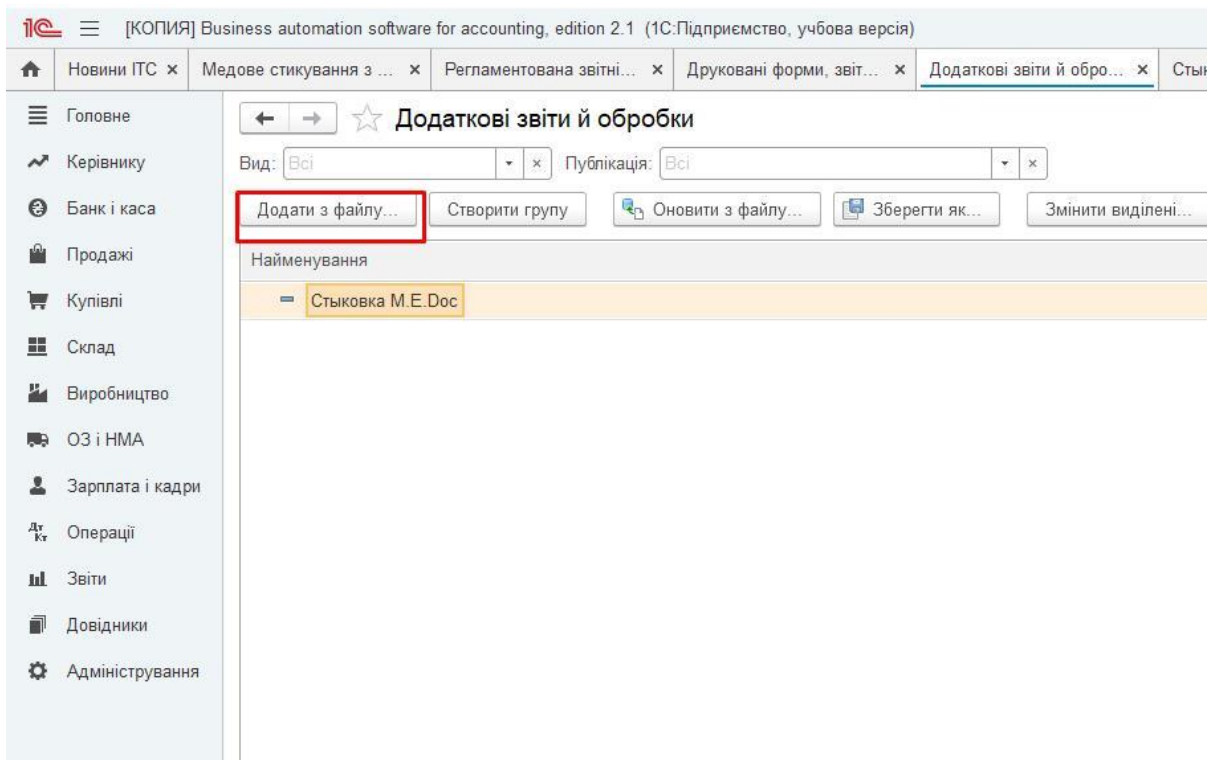 1С [КОПИЯ] Business automation software for accounting, edition 2.1 (1С:Підприємство, учбова версія)
Новини ІТС × Медове стикування з ... × Регламентована звітні... × Друковані форми, звіт... × Додаткові звіти й обро... × Стык
Головне
Керівнику
Банк і каса
Продажі
Купівлі
Склад
Виробництво
ОЗ і НМА
Зарплата і кадри
Дт Кт Операції
Звіти
Довідники
Адміністрування
Додаткові звіти й обробки
Вид: Всі Публікація: Всі
Додати з файлу... Створити групу Оновити з файлу... Зберегти як... Змінити виділені...
Найменування
Стыковка M.E.Doc